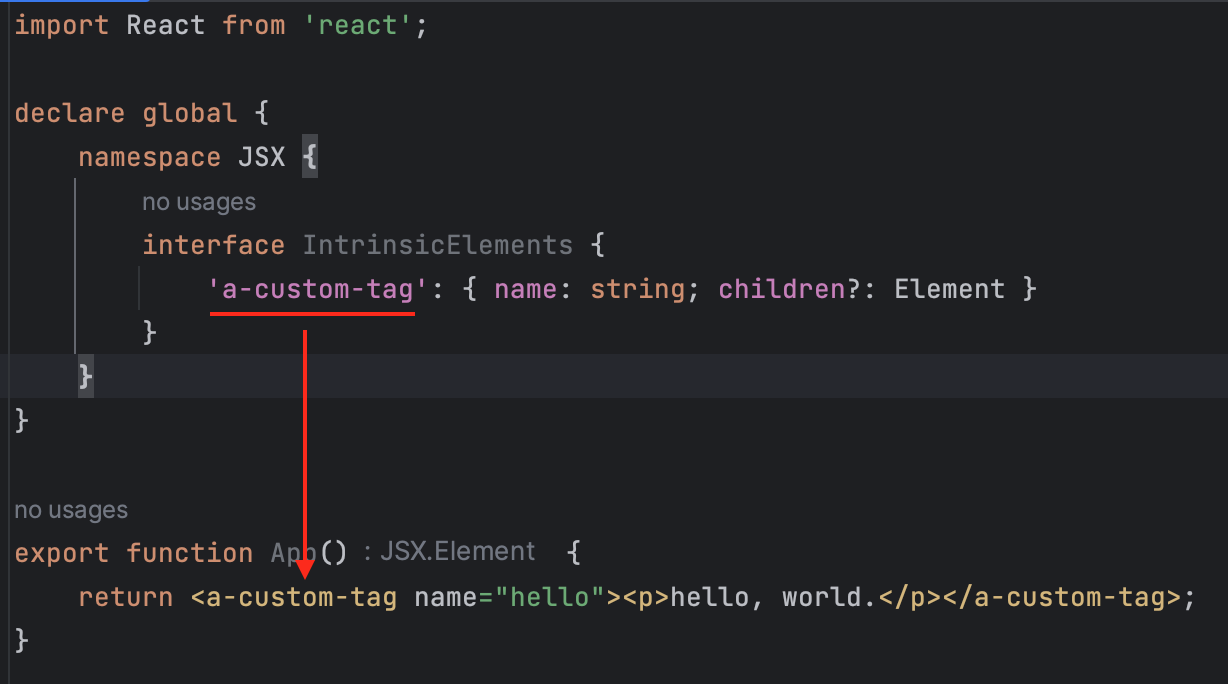 import React from 'react';
declare global {
namespace JSX {
no usages
interface IntrinsicElements {
'a-custom-tag': { name: string; children?: Element }
}
}
}
no usages
export function App() : JSX.Element {
return <a-custom-tag name="hello"><p>hello, world.</p></a-custom-tag>;
}